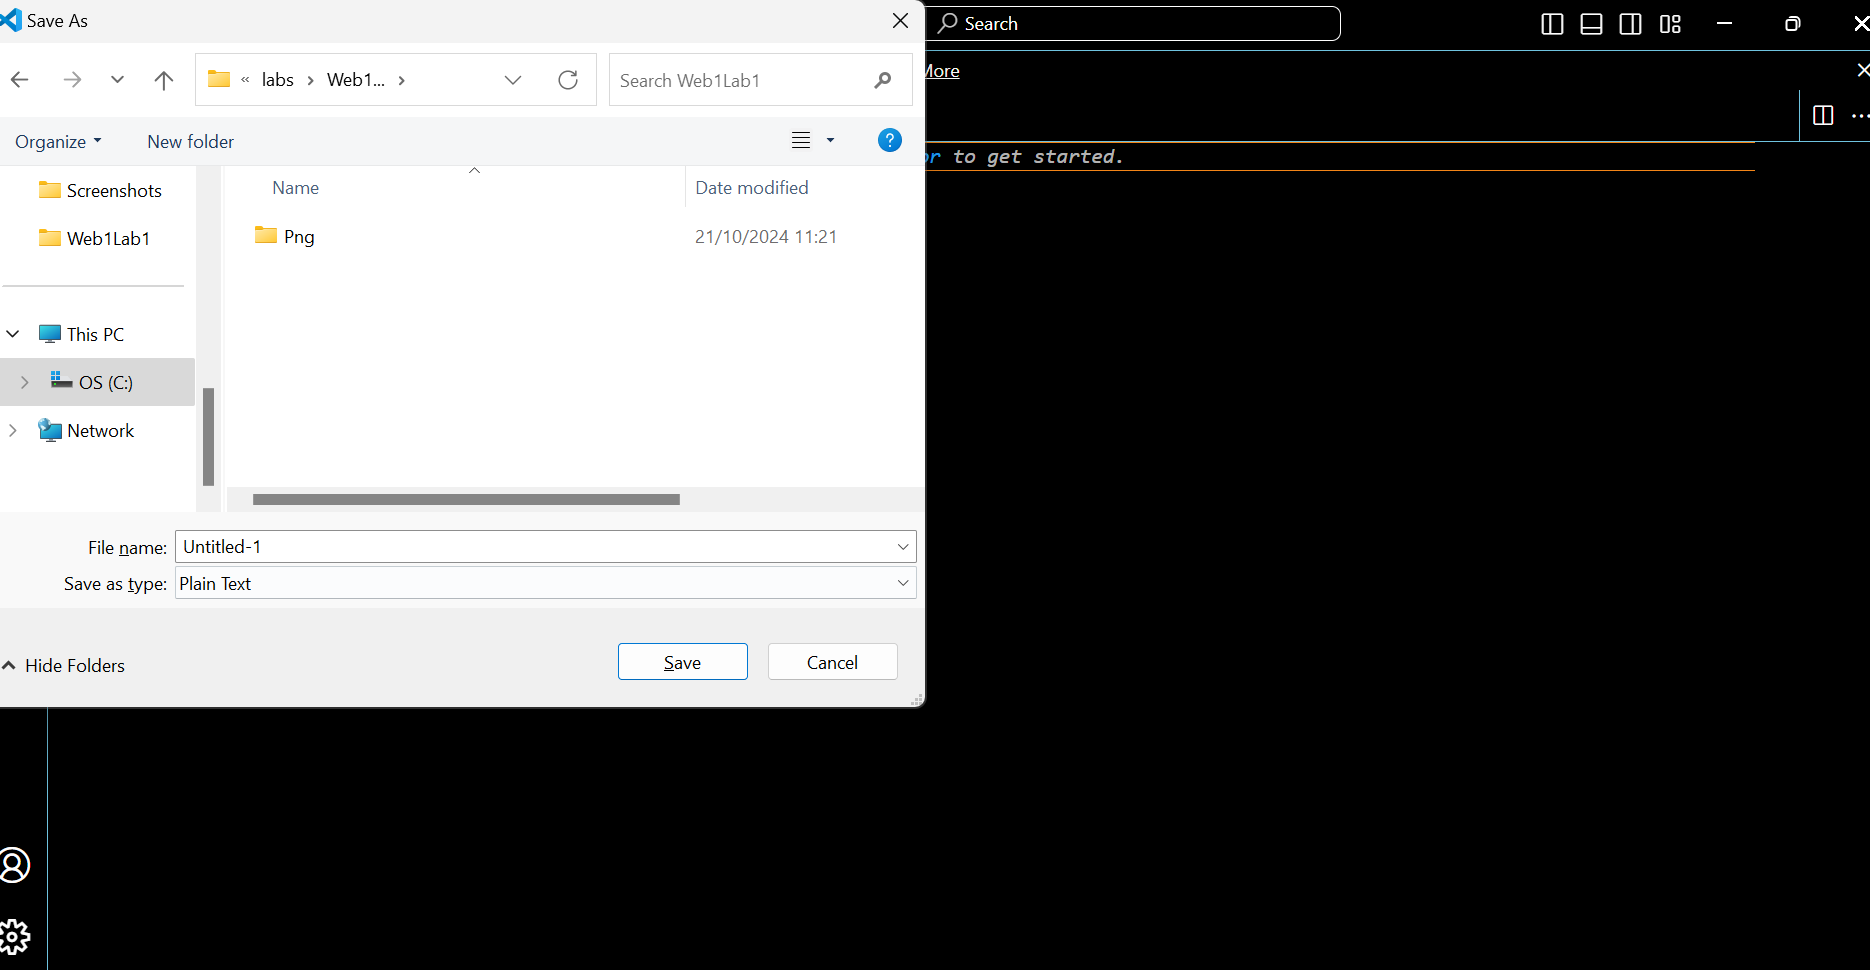 Save As
Search
« labs › Web1... ›
Search Web1Lab1
More
Organize
New folder
?
or to get started.
Name
Date modified
Screenshots
Png
21/10/2024 11:21
Web1Lab1
This PC
OS (C:)
Network
File name: Untitled-1
Save as type: Plain Text
Hide Folders
Save
Cancel